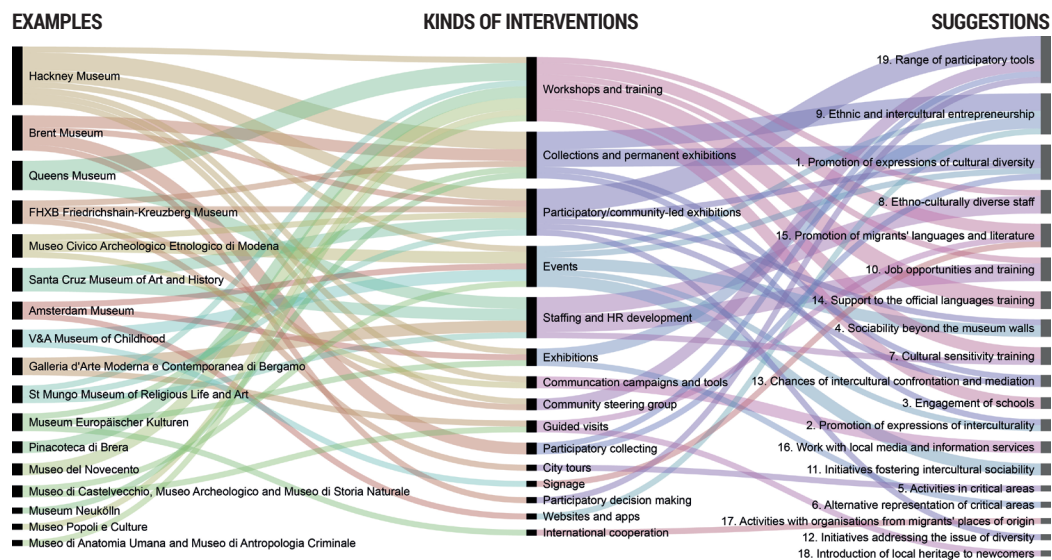 EXAMPLES
KINDS OF INTERVENTIONS
SUGGESTIONS
Hackney Museum
Brent Museum
Queens Museum
FHXB Friedrichshain-Kreuzberg Museum
Museo Civico Archeologico Etnologico di Modena
Santa Cruz Museum of Art and History
Amsterdam Museum
V&A Museum of Childhood
Galleria d'Arte Moderna e Contemporanea di Bergamo
St Mungo Museum of Religious Life and Art
Museum Europäischer Kulturen
Pinacoteca di Brera
Museo del Novecento
Museo di Castelvecchio, Museo Archeologico and Museo di Storia Naturale
Museum Neukölln
Museo Popoli e Culture
Museo di Anatomia Umana and Museo di Antropologia Criminale
Workshops and training
Collections and permanent exhibitions
Participatory/community-led exhibitions
Events
Staffing and HR development
Exhibitions
Communcation campaigns and tools
Community steering group
Guided visits
Participatory collecting
City tours
Signage
Participatory decision making
Websites and apps
International cooperation
19. Range of participatory tools
9. Ethnic and intercultural entrepreneurship
1. Promotion of expressions of cultural diversity
8. Ethno-culturally diverse staff
15. Promotion of migrants' languages and literature
10. Job opportunities and training
14. Support to the official languages training
4. Sociability beyond the museum walls
7. Cultural sensitivity training
13. Chances of intercultural confrontation and mediation
3. Engagement of schools
2. Promotion of expressions of interculturality
16. Work with local media and information services
11. Initiatives fostering intercultural sociability
5. Activities in critical areas
6. Alternative representation of critical areas
17. Activities with organisations from migrants' places of origin
12. Initiatives addressing the issue of diversity
18. Introduction of local heritage to newcomers